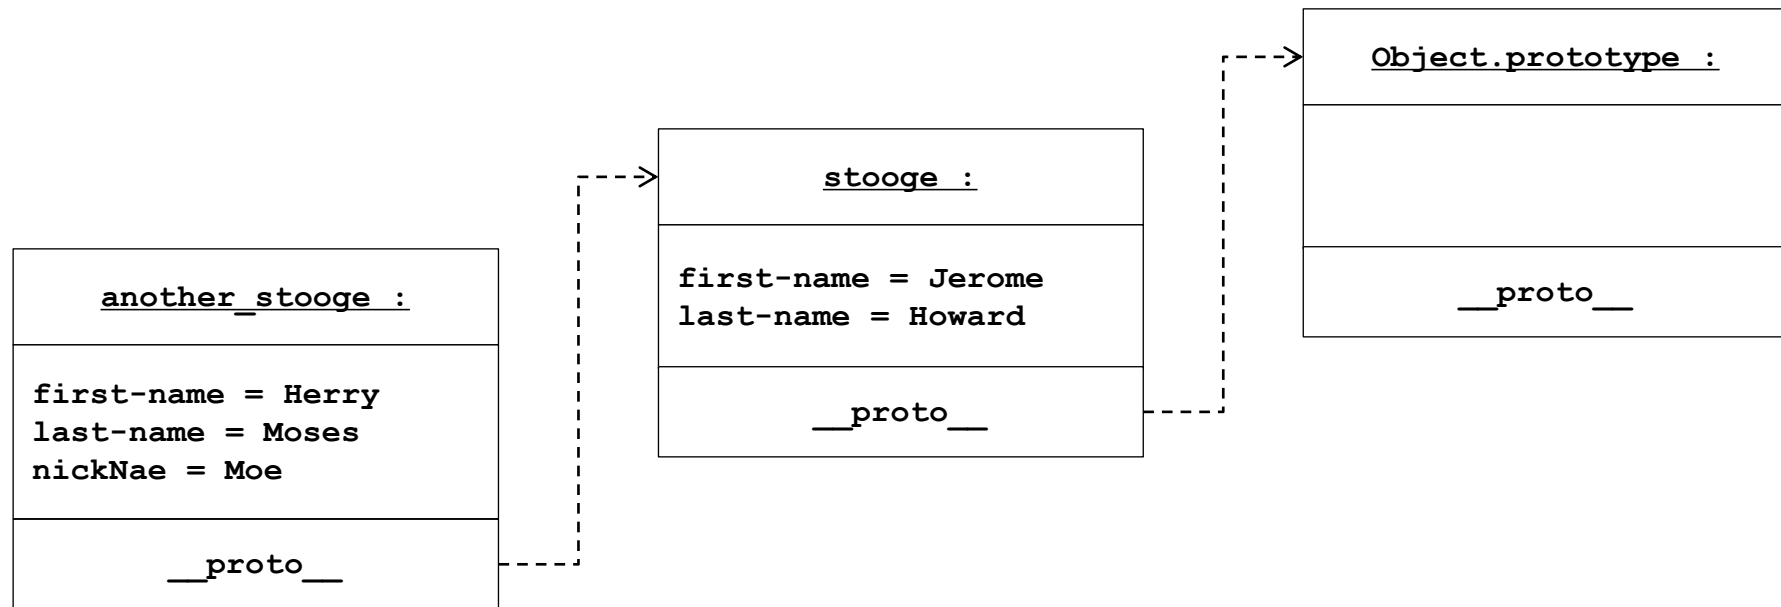 another_stooge :
first-name = Herry
last-name = Moses
nickNae = Moe
__proto__
stooge :
first-name = Jerome
last-name = Howard
__proto__
Object.prototype :
__proto__